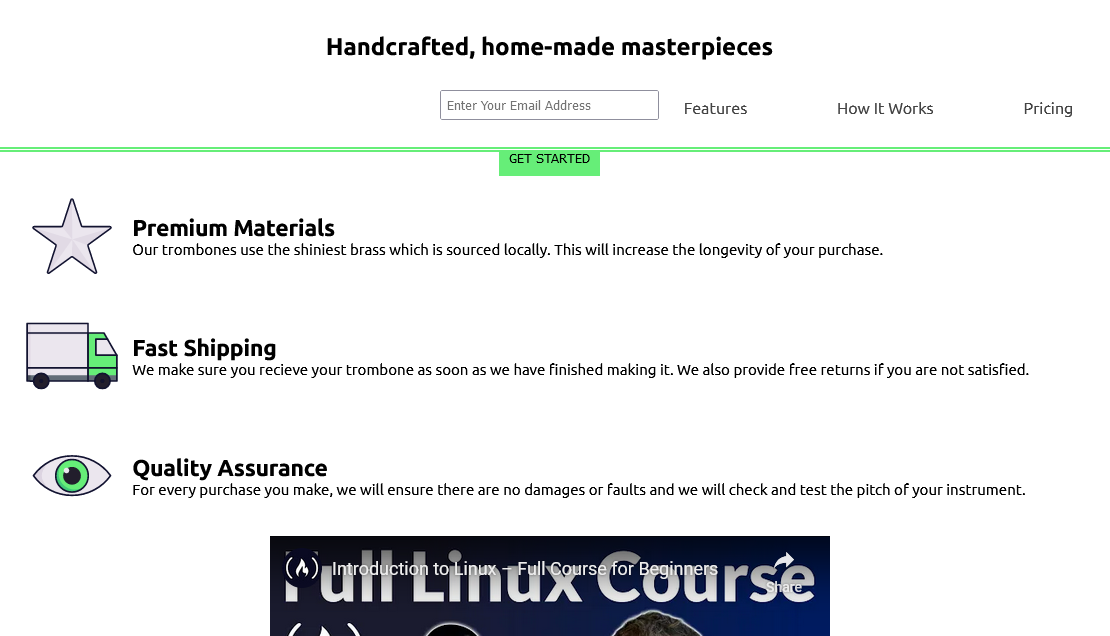 Handcrafted, home-made masterpieces
Enter Your Email Address
Features
How It Works
Pricing
GET STARTED
Premium Materials
Our trombones use the shiniest brass which is sourced locally. This will increase the longevity of your purchase.
Fast Shipping
We make sure you recieve your trombone as soon as we have finished making it. We also provide free returns if you are not satisfied.
Quality Assurance
For every purchase you make, we will ensure there are no damages or faults and we will check and test the pitch of your instrument.
Introduction to Linux – Full Course for Beginners
Share
Full Linux Course